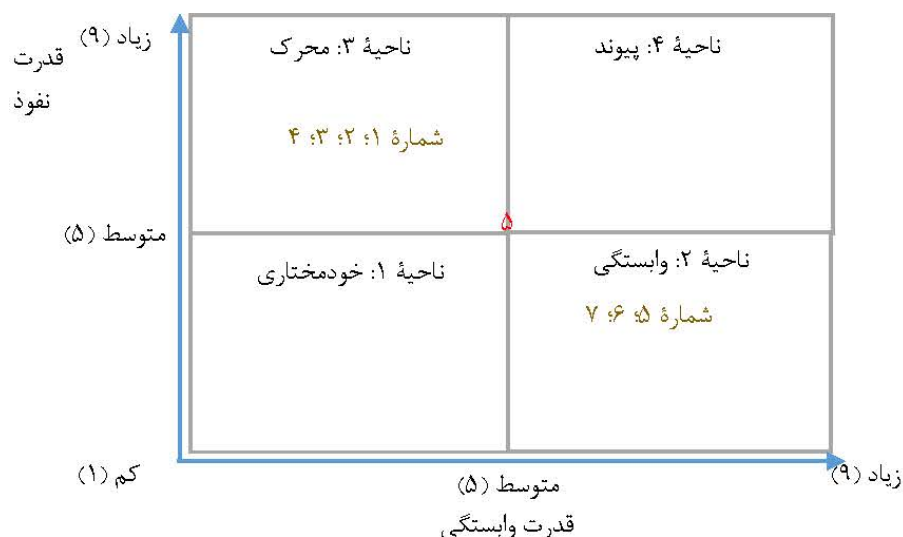 زیاد (۹)
قدرت
نفوذ
ناحیهٔ ۴: پیوند
ناحیهٔ ۳: محرک
شمارهٔ ۱؛ ۲؛ ۳؛ ۴
۵
متوسط (۵)
ناحیهٔ ۲: وابستگی
ناحیهٔ ۱: خودمختاری
شمارهٔ ۵؛ ۶؛ ۷
کم (۱)
متوسط (۵)
زیاد (۹)
قدرت وابستگی